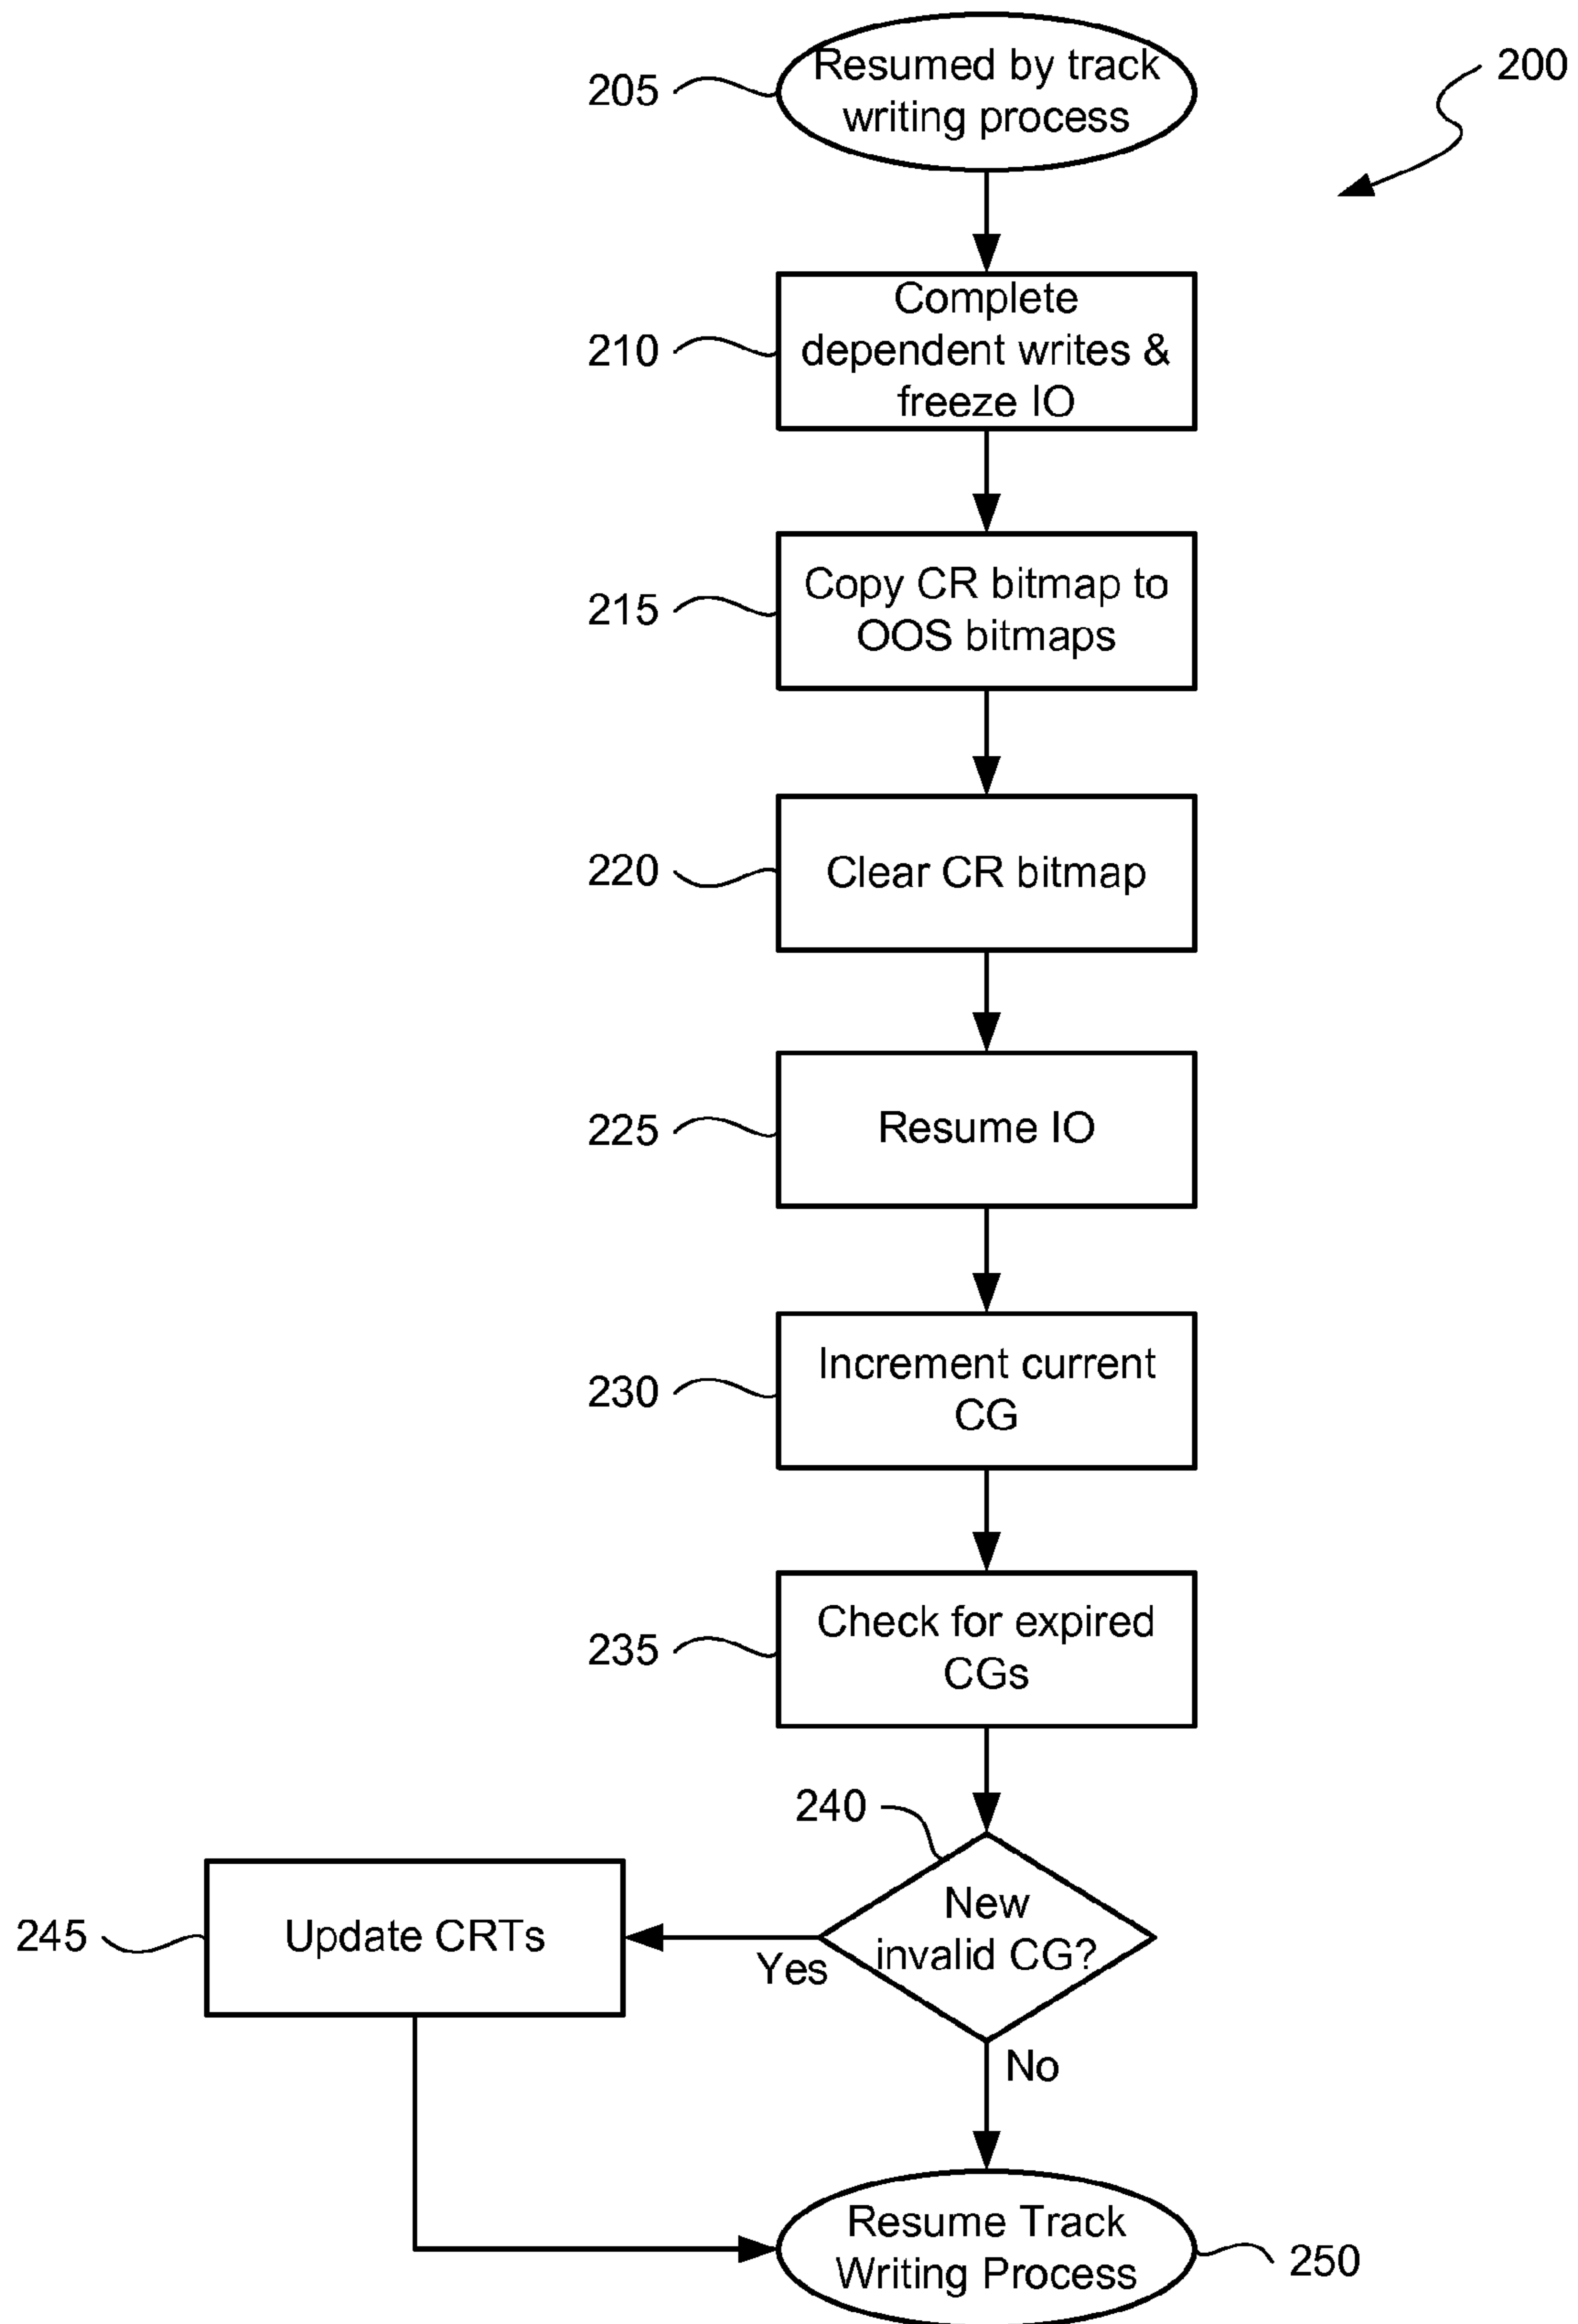 200
205
Resumed by track
writing process
210
Complete
dependent writes &
freeze IO
215
Copy CR bitmap to
OOS bitmaps
220
Clear CR bitmap
225
Resume IO
230
Increment current
CG
235
Check for expired
CGs
240
New
invalid CG?
Yes
245
Update CRTs
No
Resume Track
Writing Process
250